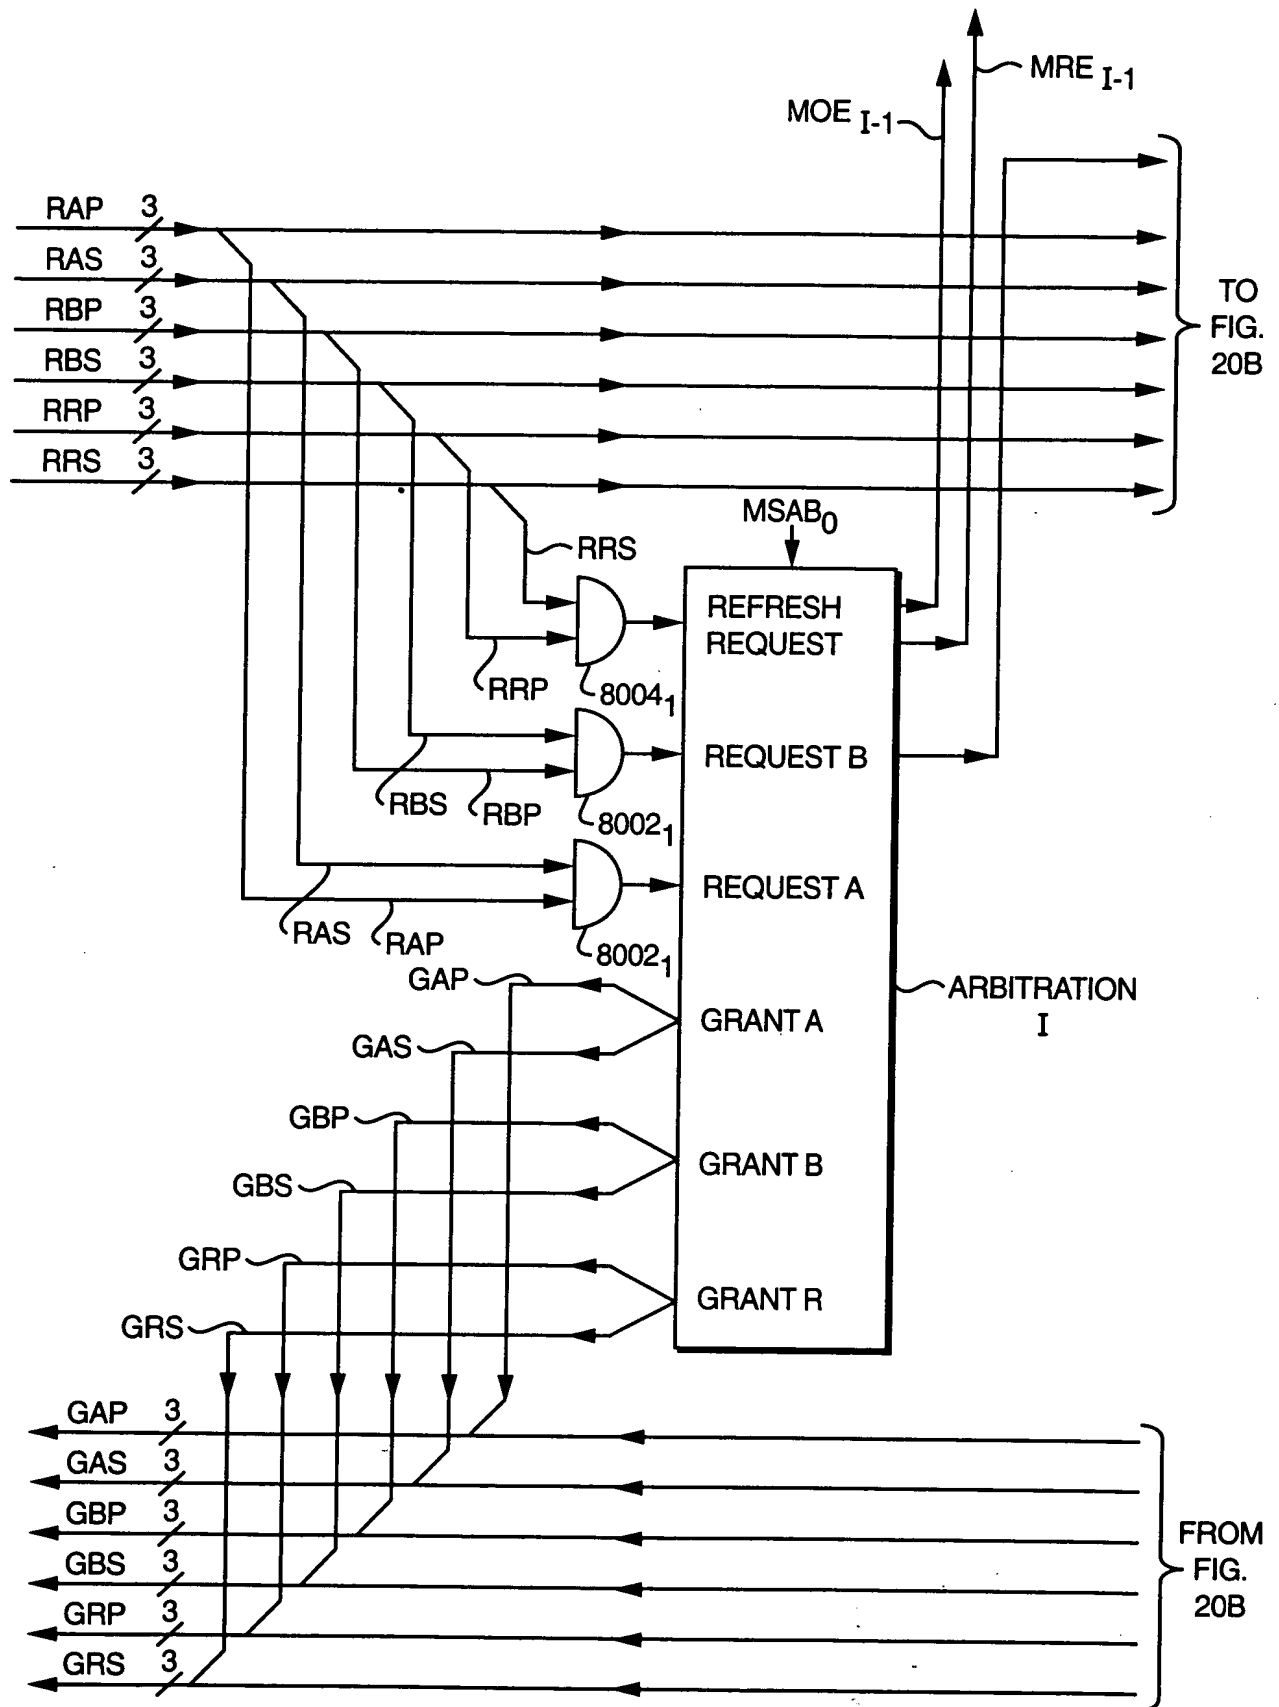 MRE I-1
MOE I-1
RAP 3
RAS 3
RBP 3
RBS 3
RRP 3
RRS 3
TO
FIG.
20B
MSAB0
RRS
REFRESH
REQUEST
RRP
80041
REQUEST B
RBS
RBP
80021
REQUEST A
RAS
RAP
80021
GAP
ARBITRATION
I
GRANT A
GAS
GBP
GRANT B
GBS
GRP
GRANT R
GRS
GAP 3
GAS 3
GBP 3
GBS 3
GRP 3
GRS 3
FROM
FIG.
20B